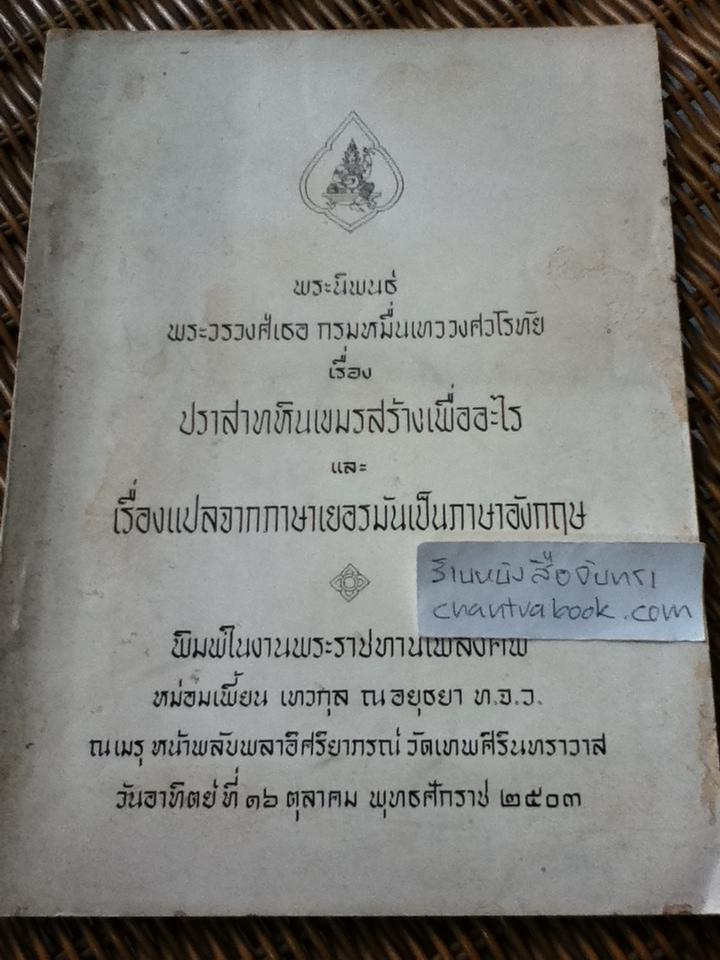 พระนิพนธ์
พระวรวงศ์เธอ กรมหมื่นเทววงศวโรทัย
เรื่อง
ปราสาทหินเขมรสร้างเพื่ออะไร
และ
เรื่องแปลจากภาษาเยอรมันเป็นภาษาอังกฤษ
ร้านหนังสือจันทรา
chantrabook.com
พิมพ์ในงานพระราชทานเพลิงศพ
หม่อมเพี้ยน เทวกุล ณ อยุธยา ท.จ.ว.
ณ เมรุ หน้าพลับพลาอิศริยาภรณ์ วัดเทพศิรินทราวาส
วันอาทิตย์ ที่ ๑๖ ตุลาคม พุทธศักราช ๒๕๐๓